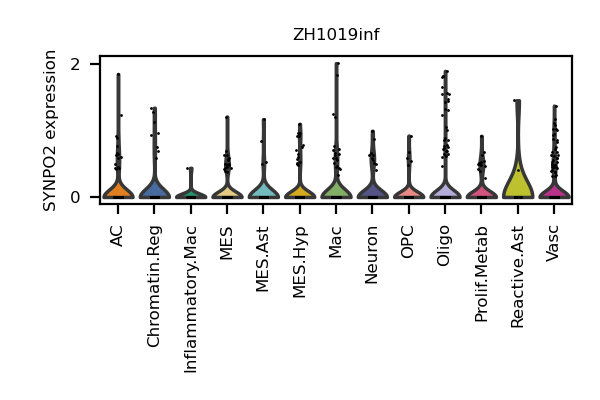 ZH1019inf
SYNPO2 expression
2
0
AC
Chromatin.Reg
Inflammatory.Mac
MES
MES.Ast
MES.Hyp
Mac
Neuron
OPC
Oligo
Prolif.Metab
Reactive.Ast
Vasc